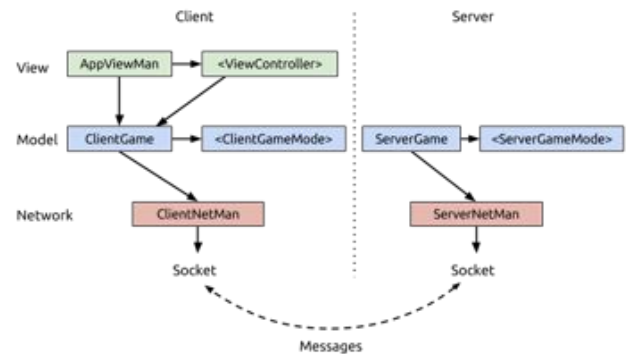 Client
Server
View
AppViewMan
<ViewController>
Model
ClientGame
<ClientGameMode>
ServerGame
<ServerGameMode>
Network
ClientNetMan
ServerNetMan
Socket
Socket
Messages